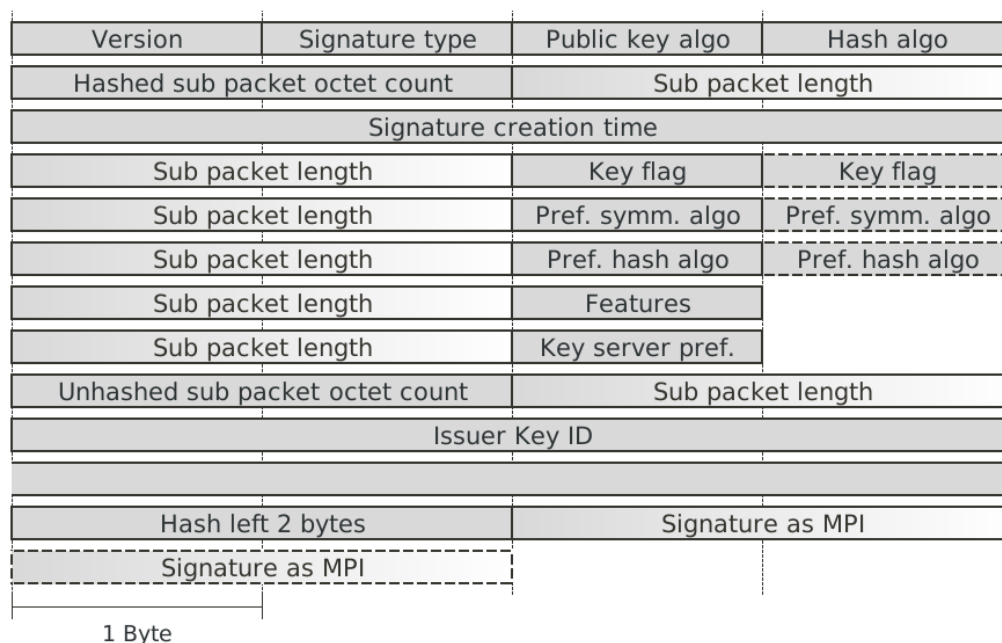 Version Signature type Public key algo Hash algo
Hashed sub packet octet count Sub packet length
Signature creation time
Sub packet length Key flag Key flag
Sub packet length Pref. symm. algo Pref. symm. algo
Sub packet length Pref. hash algo Pref. hash algo
Sub packet length Features
Sub packet length Key server pref.
Unhashed sub packet octet count Sub packet length
Issuer Key ID
Hash left 2 bytes Signature as MPI
Signature as MPI
1 Byte